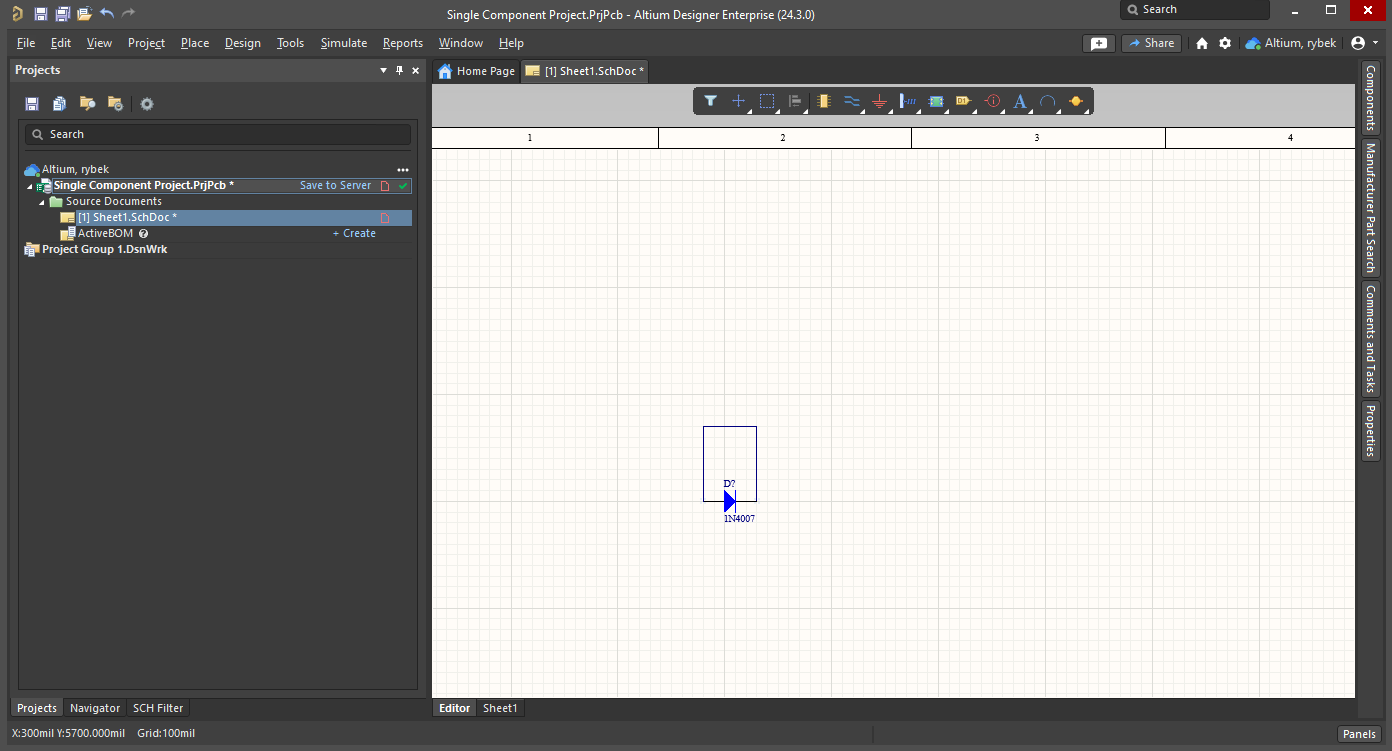 Single Component Project.PrjPcb - Altium Designer Enterprise (24.3.0)
Search
File Edit View Project Place Design Tools Simulate Reports Window Help
Share
Altium, rybek
Projects
Home Page
[1] Sheet1.SchDoc *
Search
1 2 3 4
Altium, rybek
Single Component Project.PrjPcb *
Save to Server
Source Documents
[1] Sheet1.SchDoc *
ActiveBOM
+ Create
Project Group 1.DsnWrk
D?
1N4007
Components
Manufacturer Part Search
Comments and Tasks
Properties
Projects Navigator SCH Filter
Editor Sheet1
X:300mil Y:5700.000mil Grid:100mil
Panels